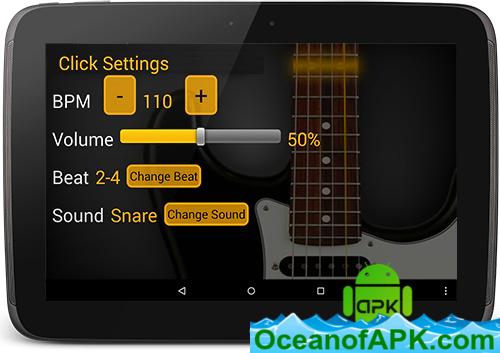 Click Settings
BPM - 110 +
Volume 50%
Beat 2-4 Change Beat
Sound Snare Change Sound
APK
OceanofAPK.com